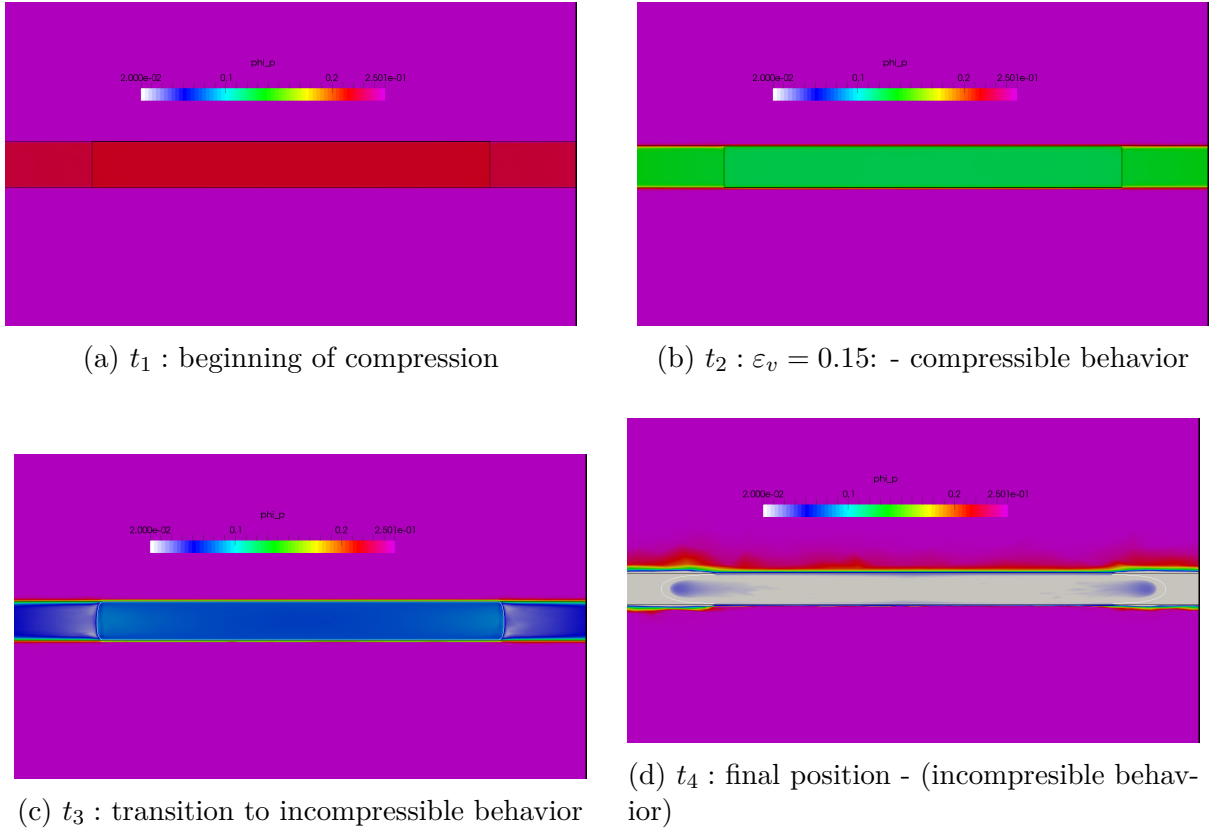 phi_p
2.000e-02 0.1 0.2 2.501e-01
phi_p
2.000e-02 0.1 0.2 2.501e-01
(a) t₁ : beginning of compression
(b) t₂ : εᵥ = 0.15: - compressible behavior
phi_p
2.000e-02 0.1 0.2 2.501e-01
phi_p
2.000e-02 0.1 0.2 2.501e-01
(c) t₃ : transition to incompressible behavior
(d) t₄ : final position - (incompresible behav-
ior)